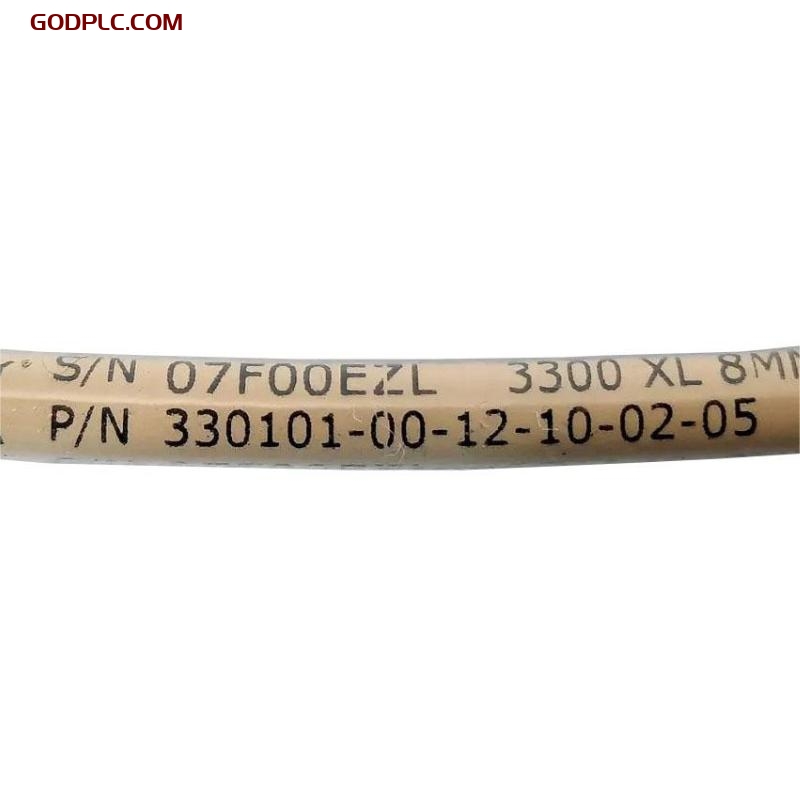 GODPLC.COM
S/N 07F00EZL 3300 XL 8MM
P/N 330101-00-12-10-02-05